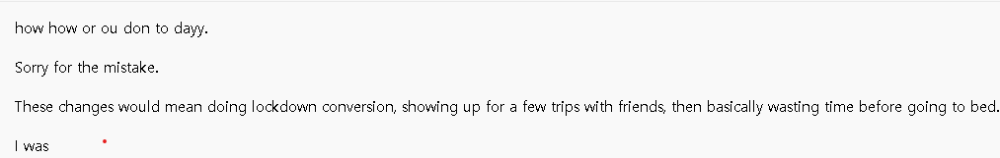 how how or ou don to dayy.
Sorry for the mistake.
These changes would mean doing lockdown conversion, showing up for a few trips with friends, then basically wasting time before going to bed.
I was